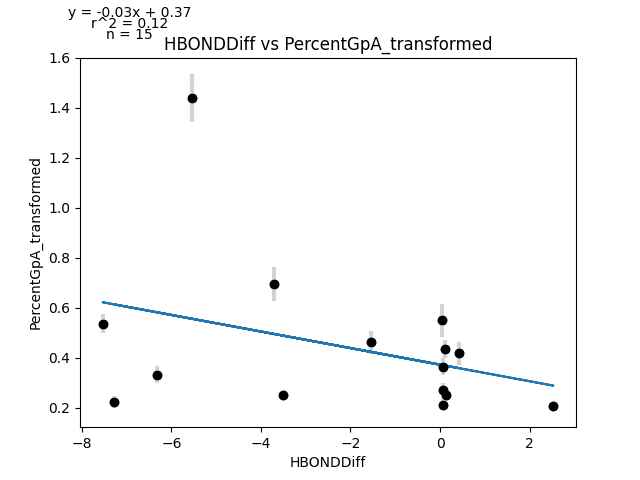 y = -0.03x + 0.37
r^2 = 0.12
n = 15
HBONDDiff vs PercentGpA_transformed
1.6
1.4
1.2
1.0
0.8
0.6
0.4
0.2
PercentGpA_transformed
−8 −6 −4 −2 0 2
HBONDDiff